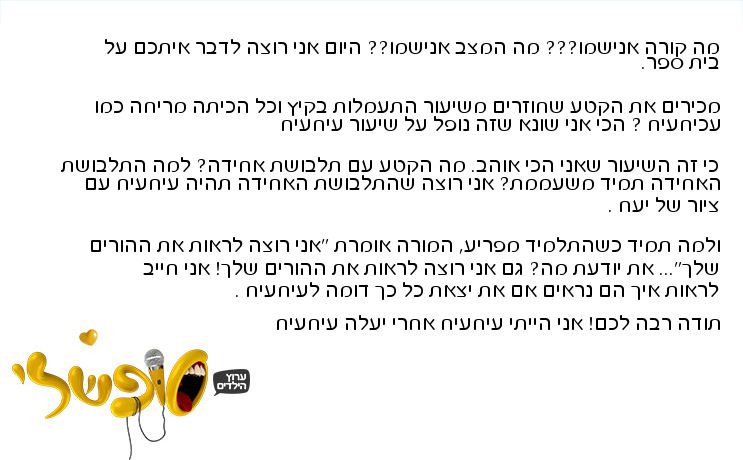 מה קורה אנישמו??? מה המצב אנישמו?? היום אני רוצה לדבר איתכם על
בית ספר.
מכירים את הקטע שחוזרים משיעור התעמלות בקיץ וכל הכיתה מריחה כמו
עכיחעיח ? הכי אני שונא שזה נופל על שיעור עיחעיח
כי זה השיעור שאני הכי אוהב. מה הקטע עם תלבושת אחידה? למה התלבושת
האחידה תמיד משעממת? אני רוצה שהתלבושת האחידה תהיה עיחעיח עם
ציור של יעח .
ולמה תמיד כשהתלמיד מפריע, המורה אומרת "אני רוצה לראות את ההורים
שלך"... את יודעת מה? גם אני רוצה לראות את ההורים שלך! אני חייב
לראות איך הם נראים אם את יצאת כל כך דומה לעיחעיח .
תודה רבה לכם! אני הייתי עיחעיח אחרי יעלה עיחעיח
סופשלי
ערוץ
הילדים